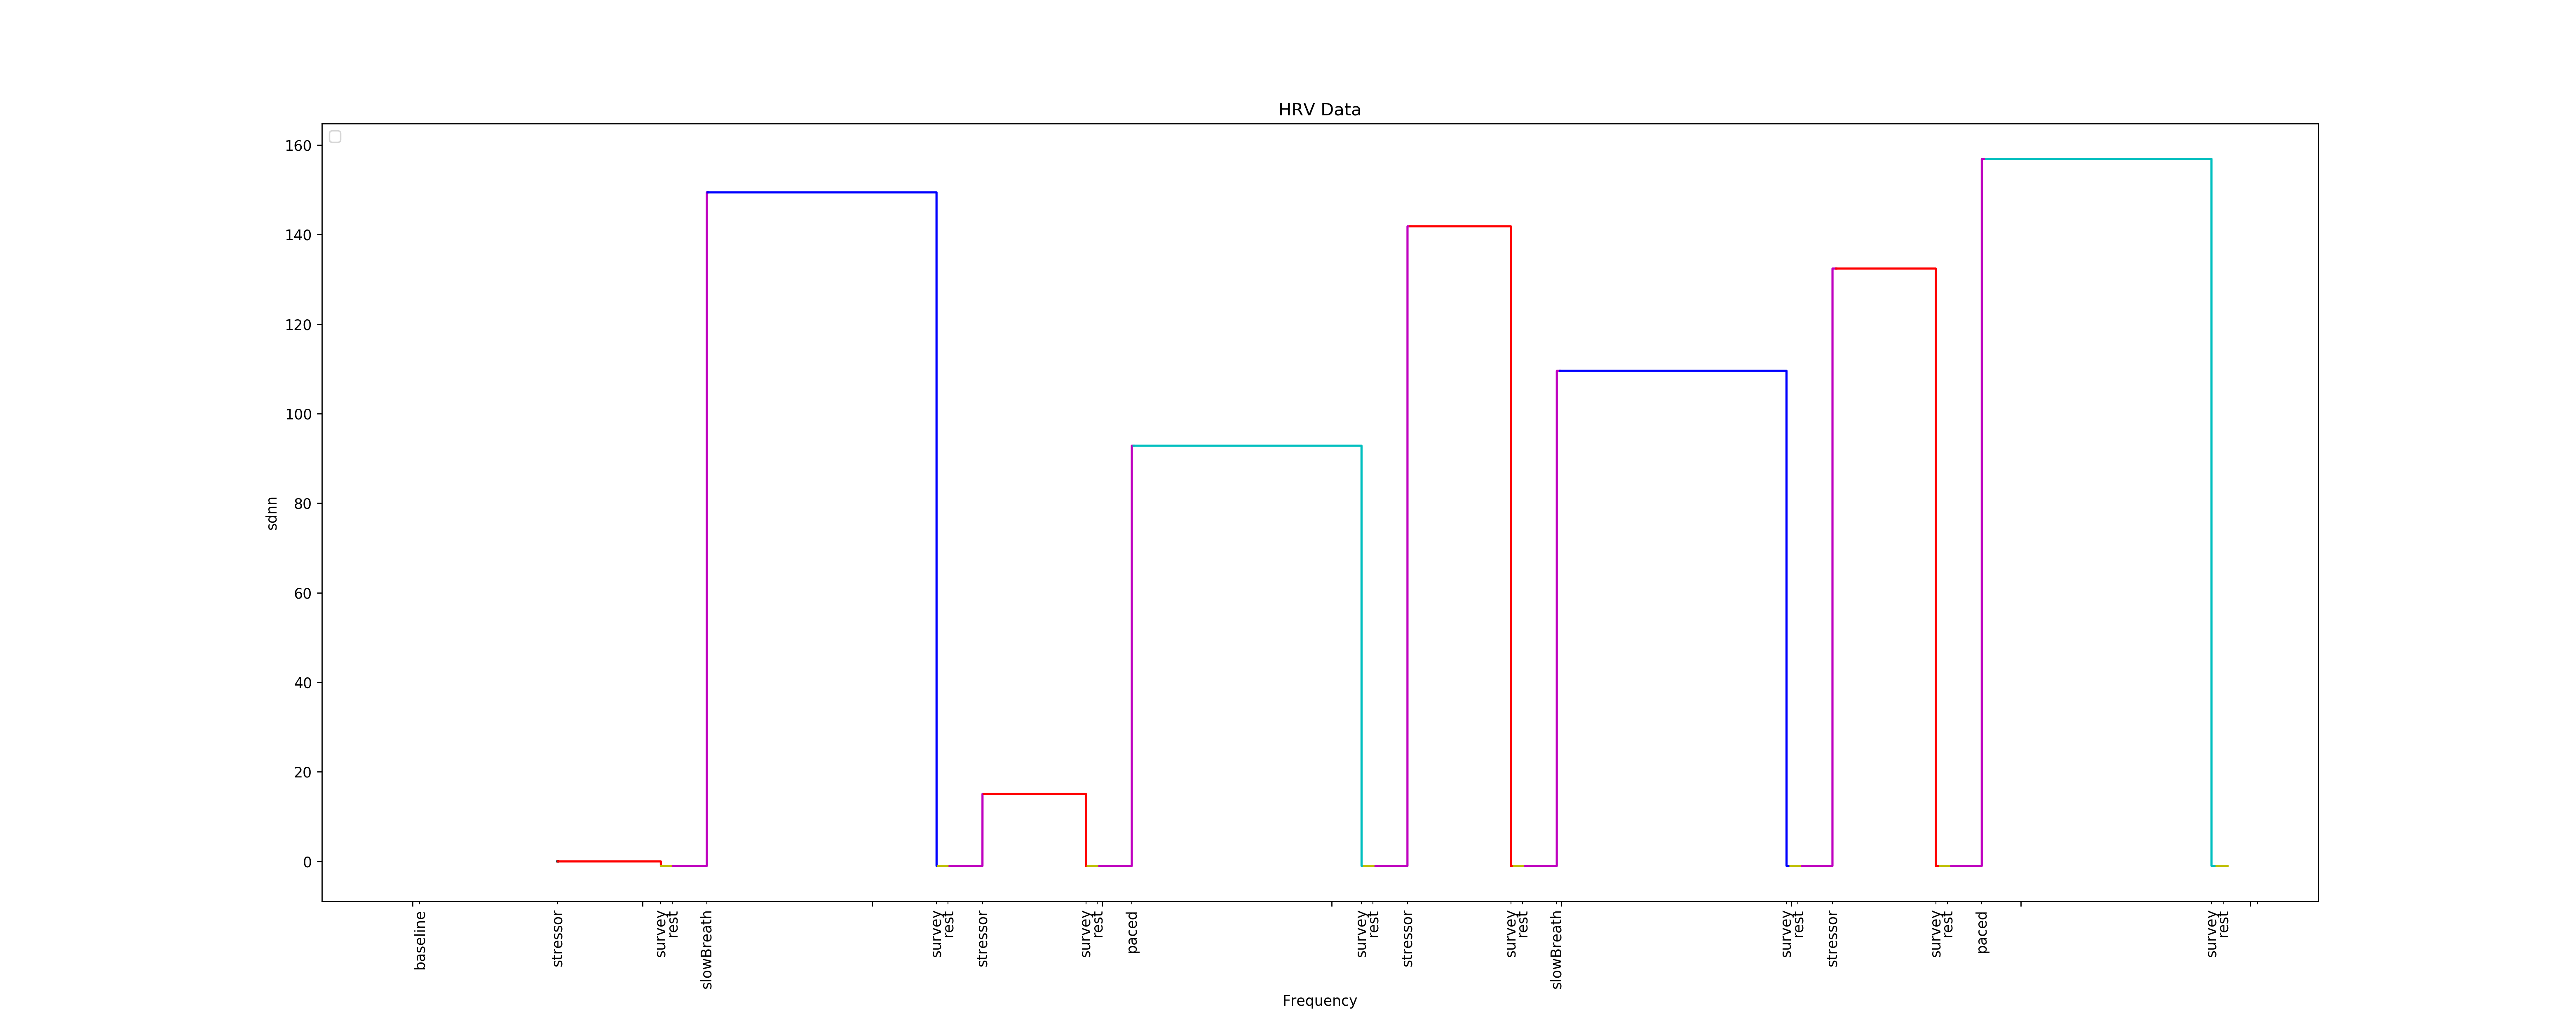 HRV Data
160
140
120
100
80
60
40
20
0
sdnn
baseline
stressor
survey
rest
slowBreath
survey
rest
stressor
survey
rest
paced
survey
rest
stressor
survey
rest
slowBreath
survey
rest
stressor
survey
rest
paced
survey
rest
Frequency